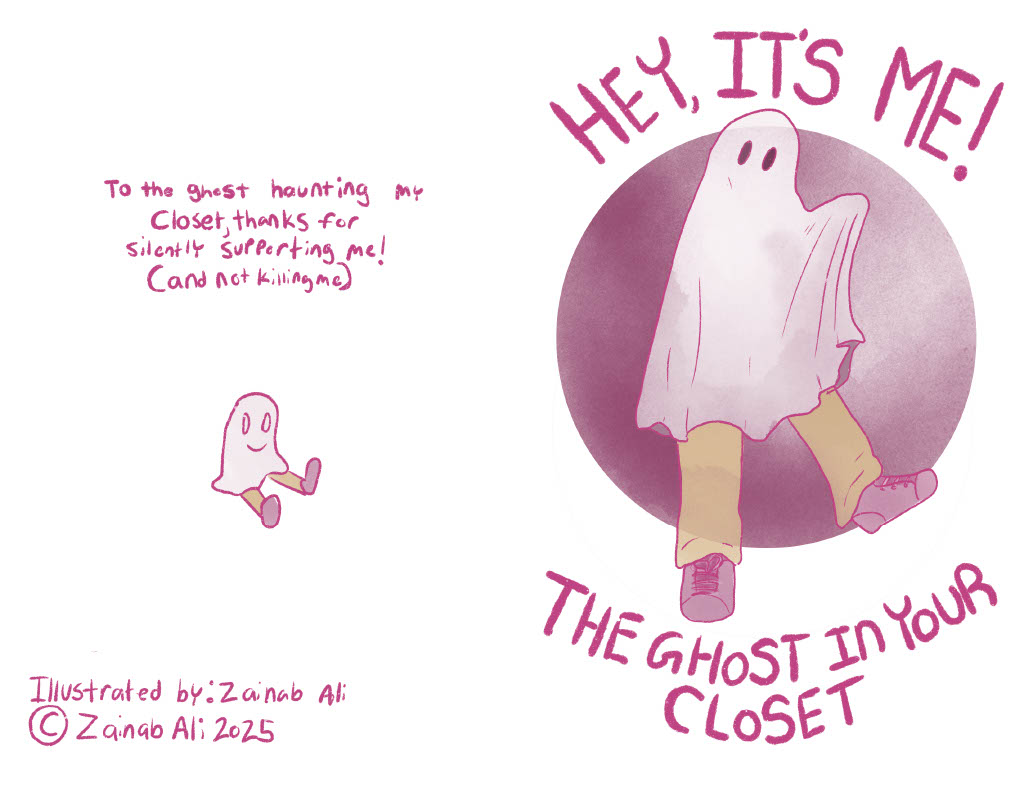 To the ghost haunting my
Closet, thanks for
silently supporting me!
(and not killing me)
Illustrated by: Zainab Ali
© Zainab Ali 2025
HEY, IT'S ME!
THE GHOST IN YOUR
CLOSET